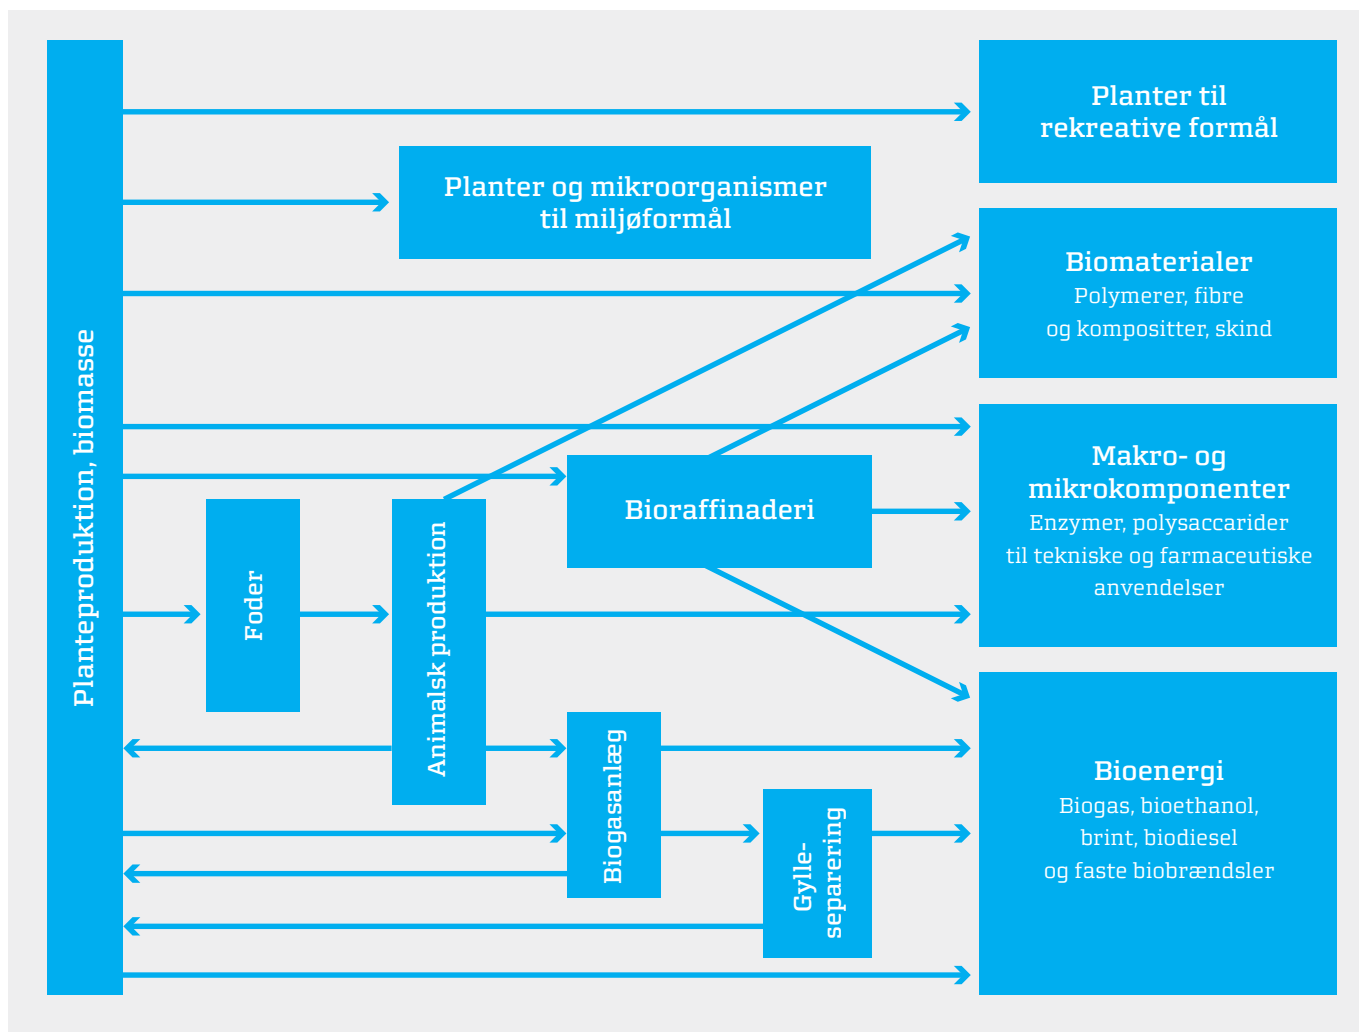 Planteproduktion, biomasse
Planter til
rekreative formål
Planter og mikroorganismer
til miljøformål
Biomaterialer
Polymerer, fibre
og kompositter, skind
Makro- og
mikrokomponenter
Enzymer, polysaccarider
til tekniske og farmaceutiske
anvendelser
Bioraffinaderi
Foder
Animalsk produktion
Biogasanlæg
Gylle-
separering
Bioenergi
Biogas, bioethanol,
brint, biodiesel
og faste biobrændsler